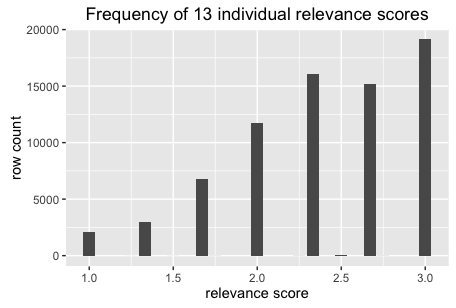 Frequency of 13 individual relevance scores
20000
15000
10000
5000
0
row count
1.0 1.5 2.0 2.5 3.0
relevance score